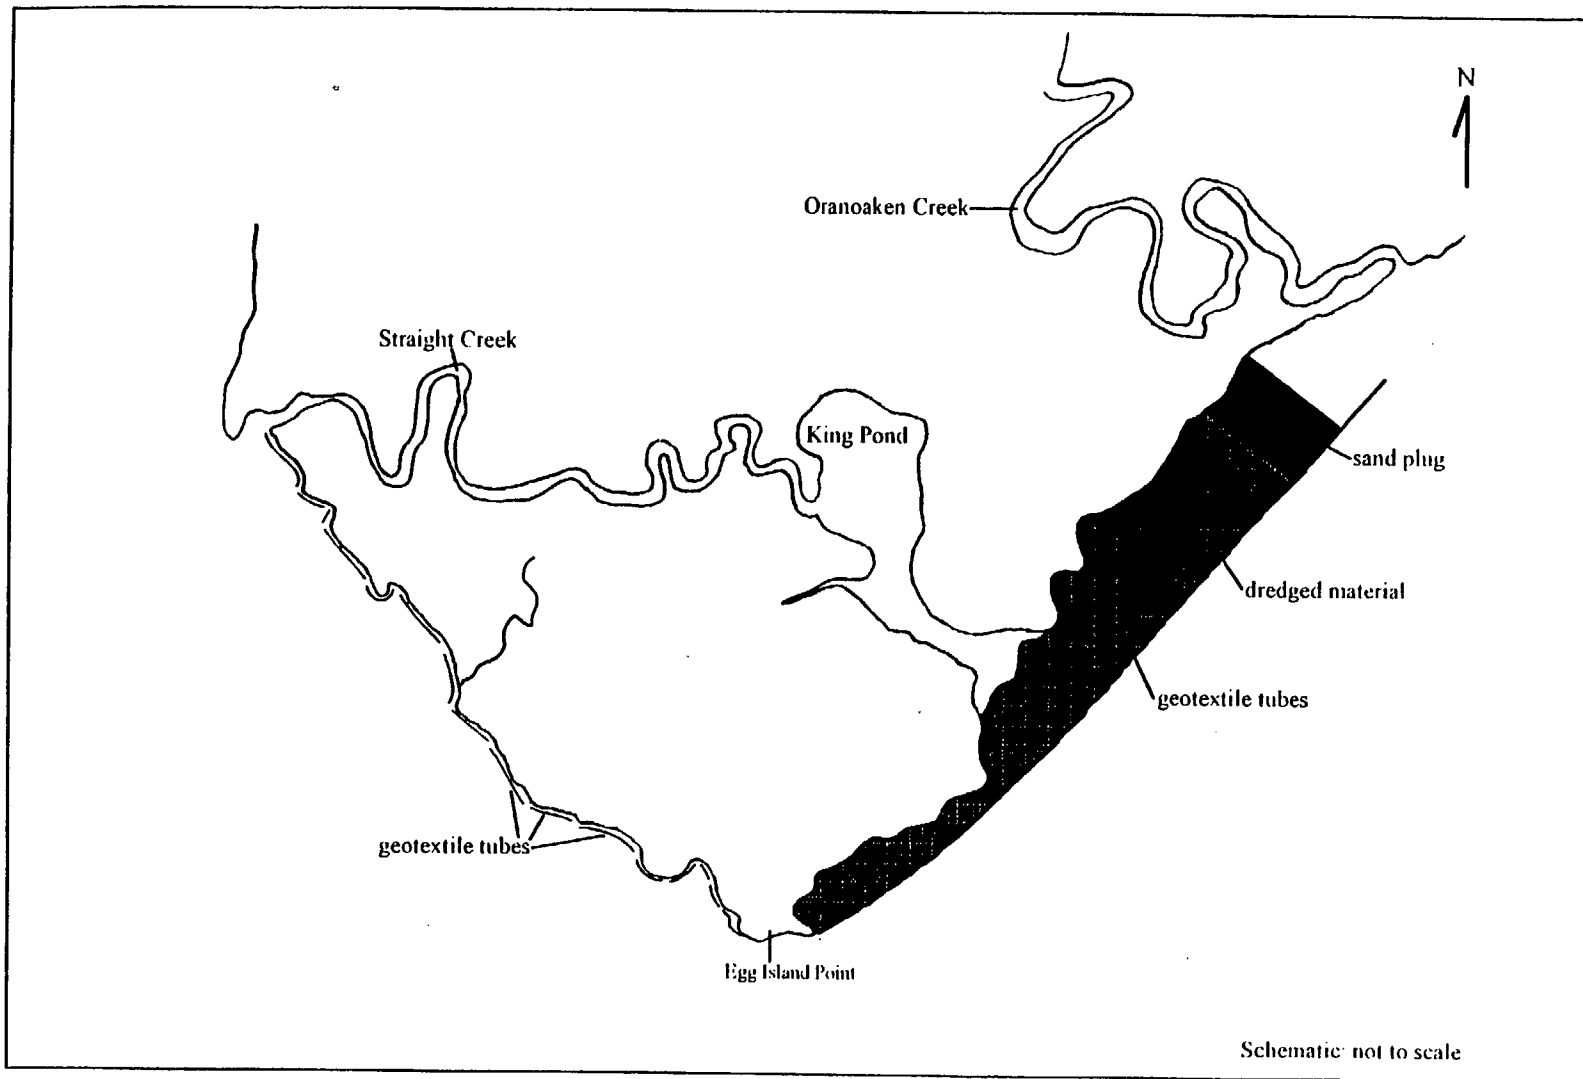 N
Oranoaken Creek
Straight Creek
King Pond
sand plug
dredged material
geotextile tubes
geotextile tubes
Egg Island Point
Schematic: not to scale